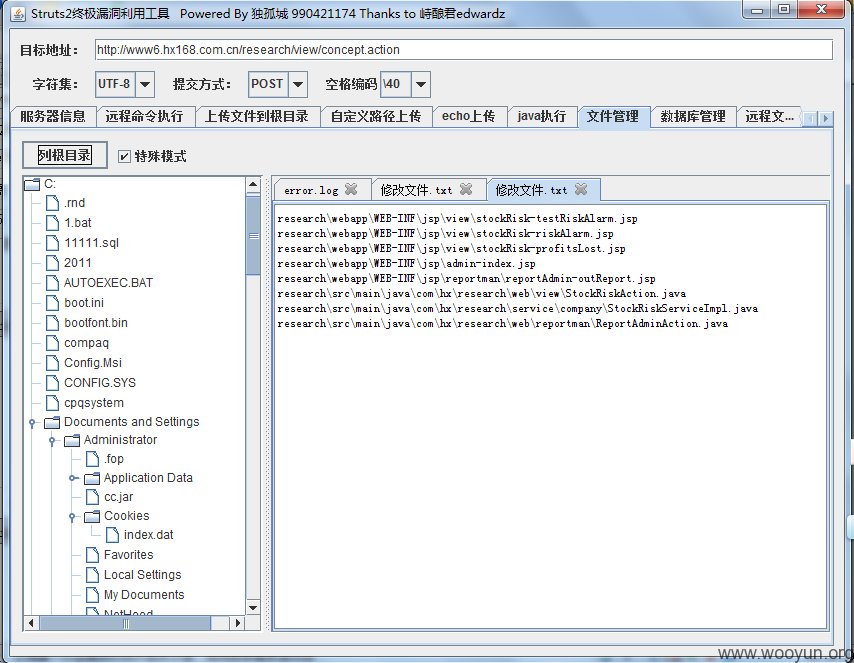 Struts2终极漏洞利用工具 Powered By 独孤城 990421174 Thanks to 峙酿君edwardz
目标地址: http://www6.hx168.com.cn/research/view/concept.action
字符集: UTF-8 提交方式: POST 空格编码 \40
服务器信息 远程命令执行 上传文件到根目录 自定义路径上传 echo上传 java执行 文件管理 数据库管理 远程文...
列根目录 特殊模式
error.log 修改文件.txt 修改文件.txt
C:
.rnd
1.bat
11111.sql
2011
AUTOEXEC.BAT
boot.ini
bootfont.bin
compaq
Config.Msi
CONFIG.SYS
cpqsystem
Documents and Settings
Administrator
.fop
Application Data
cc.jar
Cookies
index.dat
Favorites
Local Settings
My Documents
NetHood
research\webapp\WEB-INF\jsp\view\stockRisk-testRiskAlarm.jsp
research\webapp\WEB-INF\jsp\view\stockRisk-riskAlarm.jsp
research\webapp\WEB-INF\jsp\view\stockRisk-profitsLost.jsp
research\webapp\WEB-INF\jsp\admin-index.jsp
research\webapp\WEB-INF\jsp\reportman\reportAdmin-outReport.jsp
research\src\main\java\com\hx\research\web\view\StockRiskAction.java
research\src\main\java\com\hx\research\service\company\StockRiskServiceImpl.java
research\src\main\java\com\hx\research\web\reportman\ReportAdminAction.java
www.wooyun.org